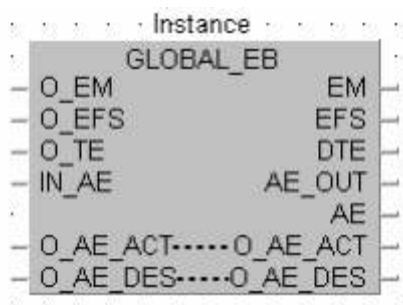 Instance
GLOBAL_EB
O_EM EM
O_EFS EFS
O_TE DTE
IN_AE AE_OUT
AE
O_AE_ACT-----O_AE_ACT
O_AE_DES-----O_AE_DES